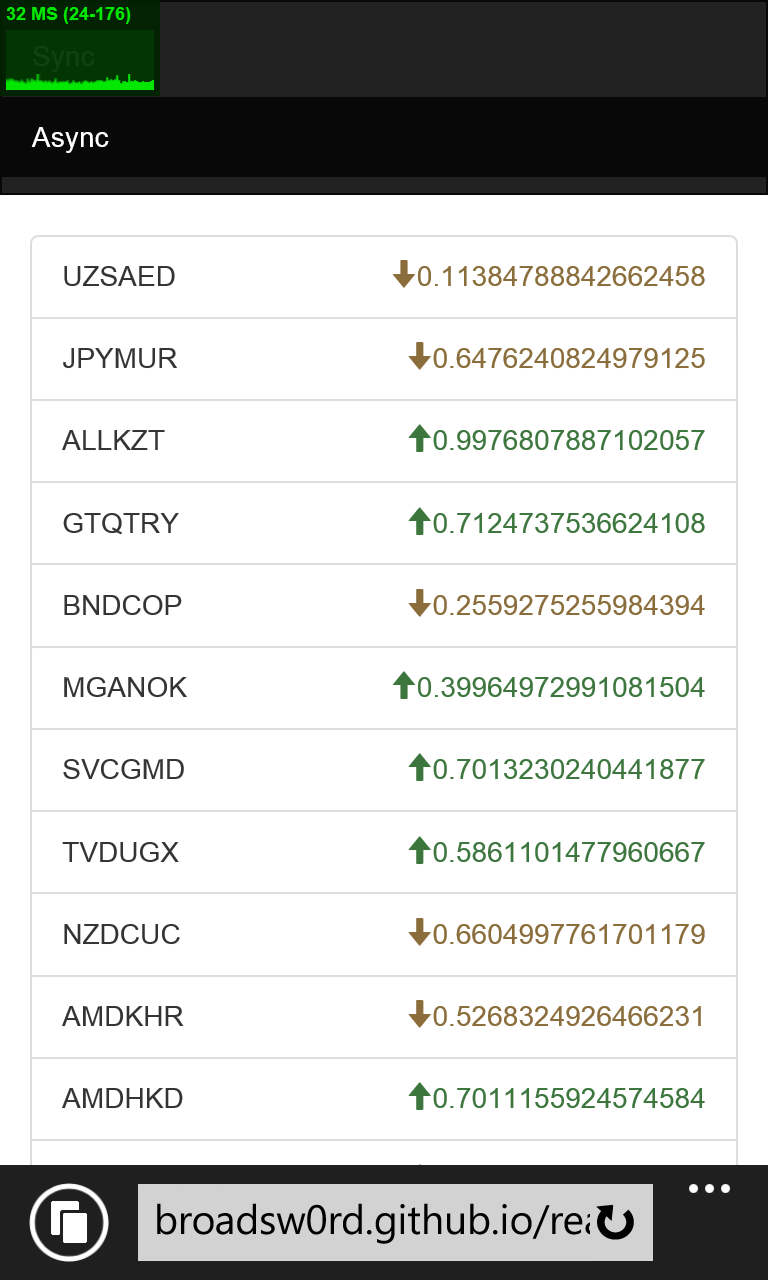 32 MS (24-176)
Sync
Async
UZSAED 0.11384788842662458
JPYMUR 0.6476240824979125
ALLKZT 0.9976807887102057
GTQTRY 0.7124737536624108
BNDCOP 0.2559275255984394
MGANOK 0.39964972991081504
SVCGMD 0.7013230240441877
TVDUGX 0.5861101477960667
NZDCUC 0.6604997761701179
AMDKHR 0.5268324926466231
AMDHKD 0.7011155924574584
broadsw0rd.github.io/rea